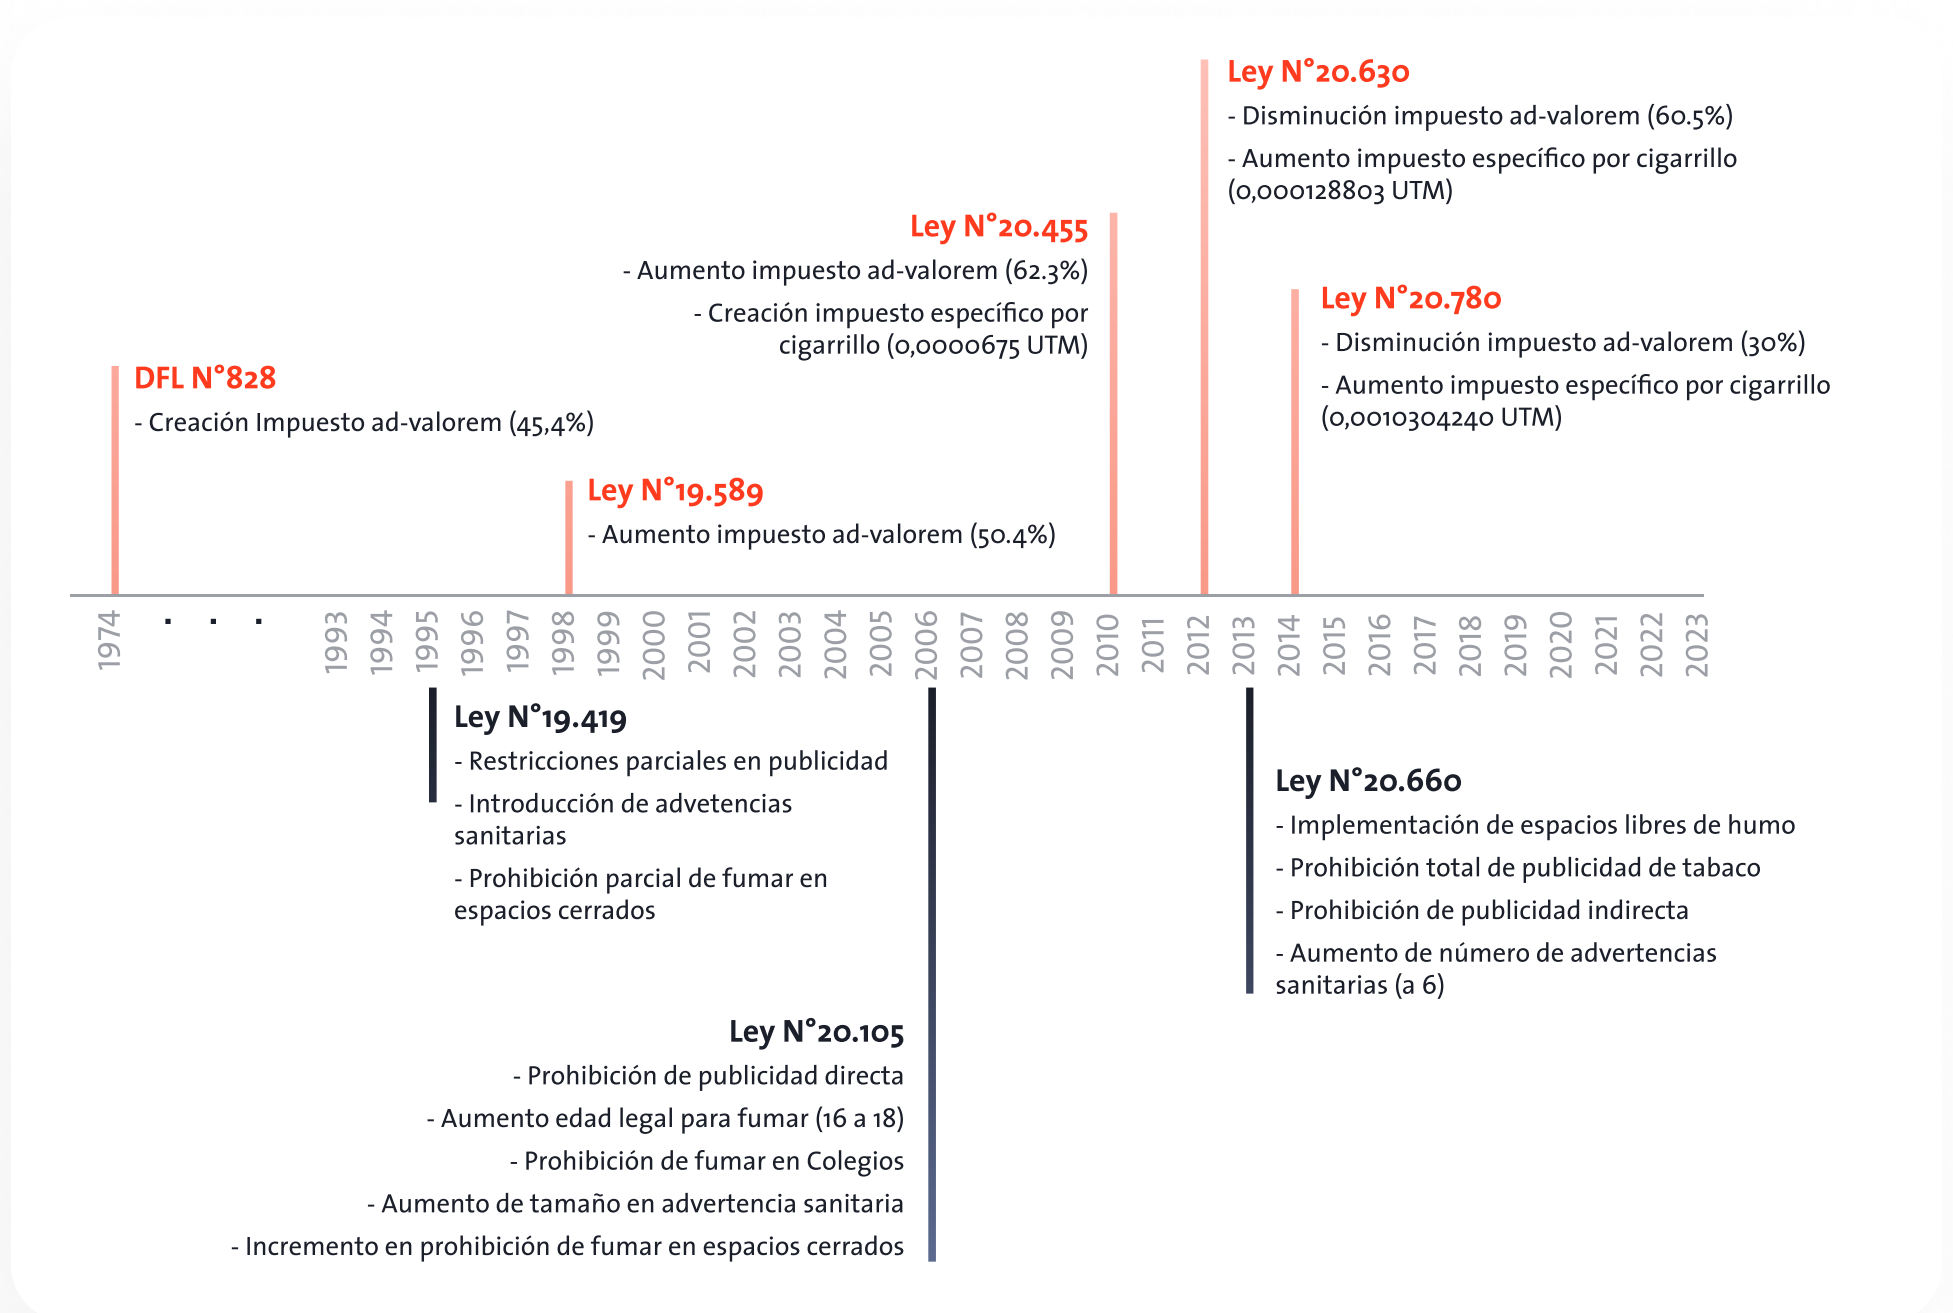 Ley N°20.630
- Disminución impuesto ad-valorem (60.5%)
- Aumento impuesto específico por cigarrillo
(0,000128803 UTM)
Ley N°20.455
- Aumento impuesto ad-valorem (62.3%)
- Creación impuesto específico por
cigarrillo (0,0000675 UTM)
Ley N°20.780
- Disminución impuesto ad-valorem (30%)
- Aumento impuesto específico por cigarrillo
(0,0010304240 UTM)
DFL N°828
- Creación Impuesto ad-valorem (45,4%)
Ley N°19.589
- Aumento impuesto ad-valorem (50.4%)
1974 . . . 1993 1994 1995 1996 1997 1998 1999 2000 2001 2002 2003 2004 2005 2006 2007 2008 2009 2010 2011 2012 2013 2014 2015 2016 2017 2018 2019 2020 2021 2022 2023
Ley N°19.419
- Restricciones parciales en publicidad
- Introducción de advetencias
sanitarias
- Prohibición parcial de fumar en
espacios cerrados
Ley N°20.660
- Implementación de espacios libres de humo
- Prohibición total de publicidad de tabaco
- Prohibición de publicidad indirecta
- Aumento de número de advertencias
sanitarias (a 6)
Ley N°20.105
- Prohibición de publicidad directa
- Aumento edad legal para fumar (16 a 18)
- Prohibición de fumar en Colegios
- Aumento de tamaño en advertencia sanitaria
- Incremento en prohibición de fumar en espacios cerrados